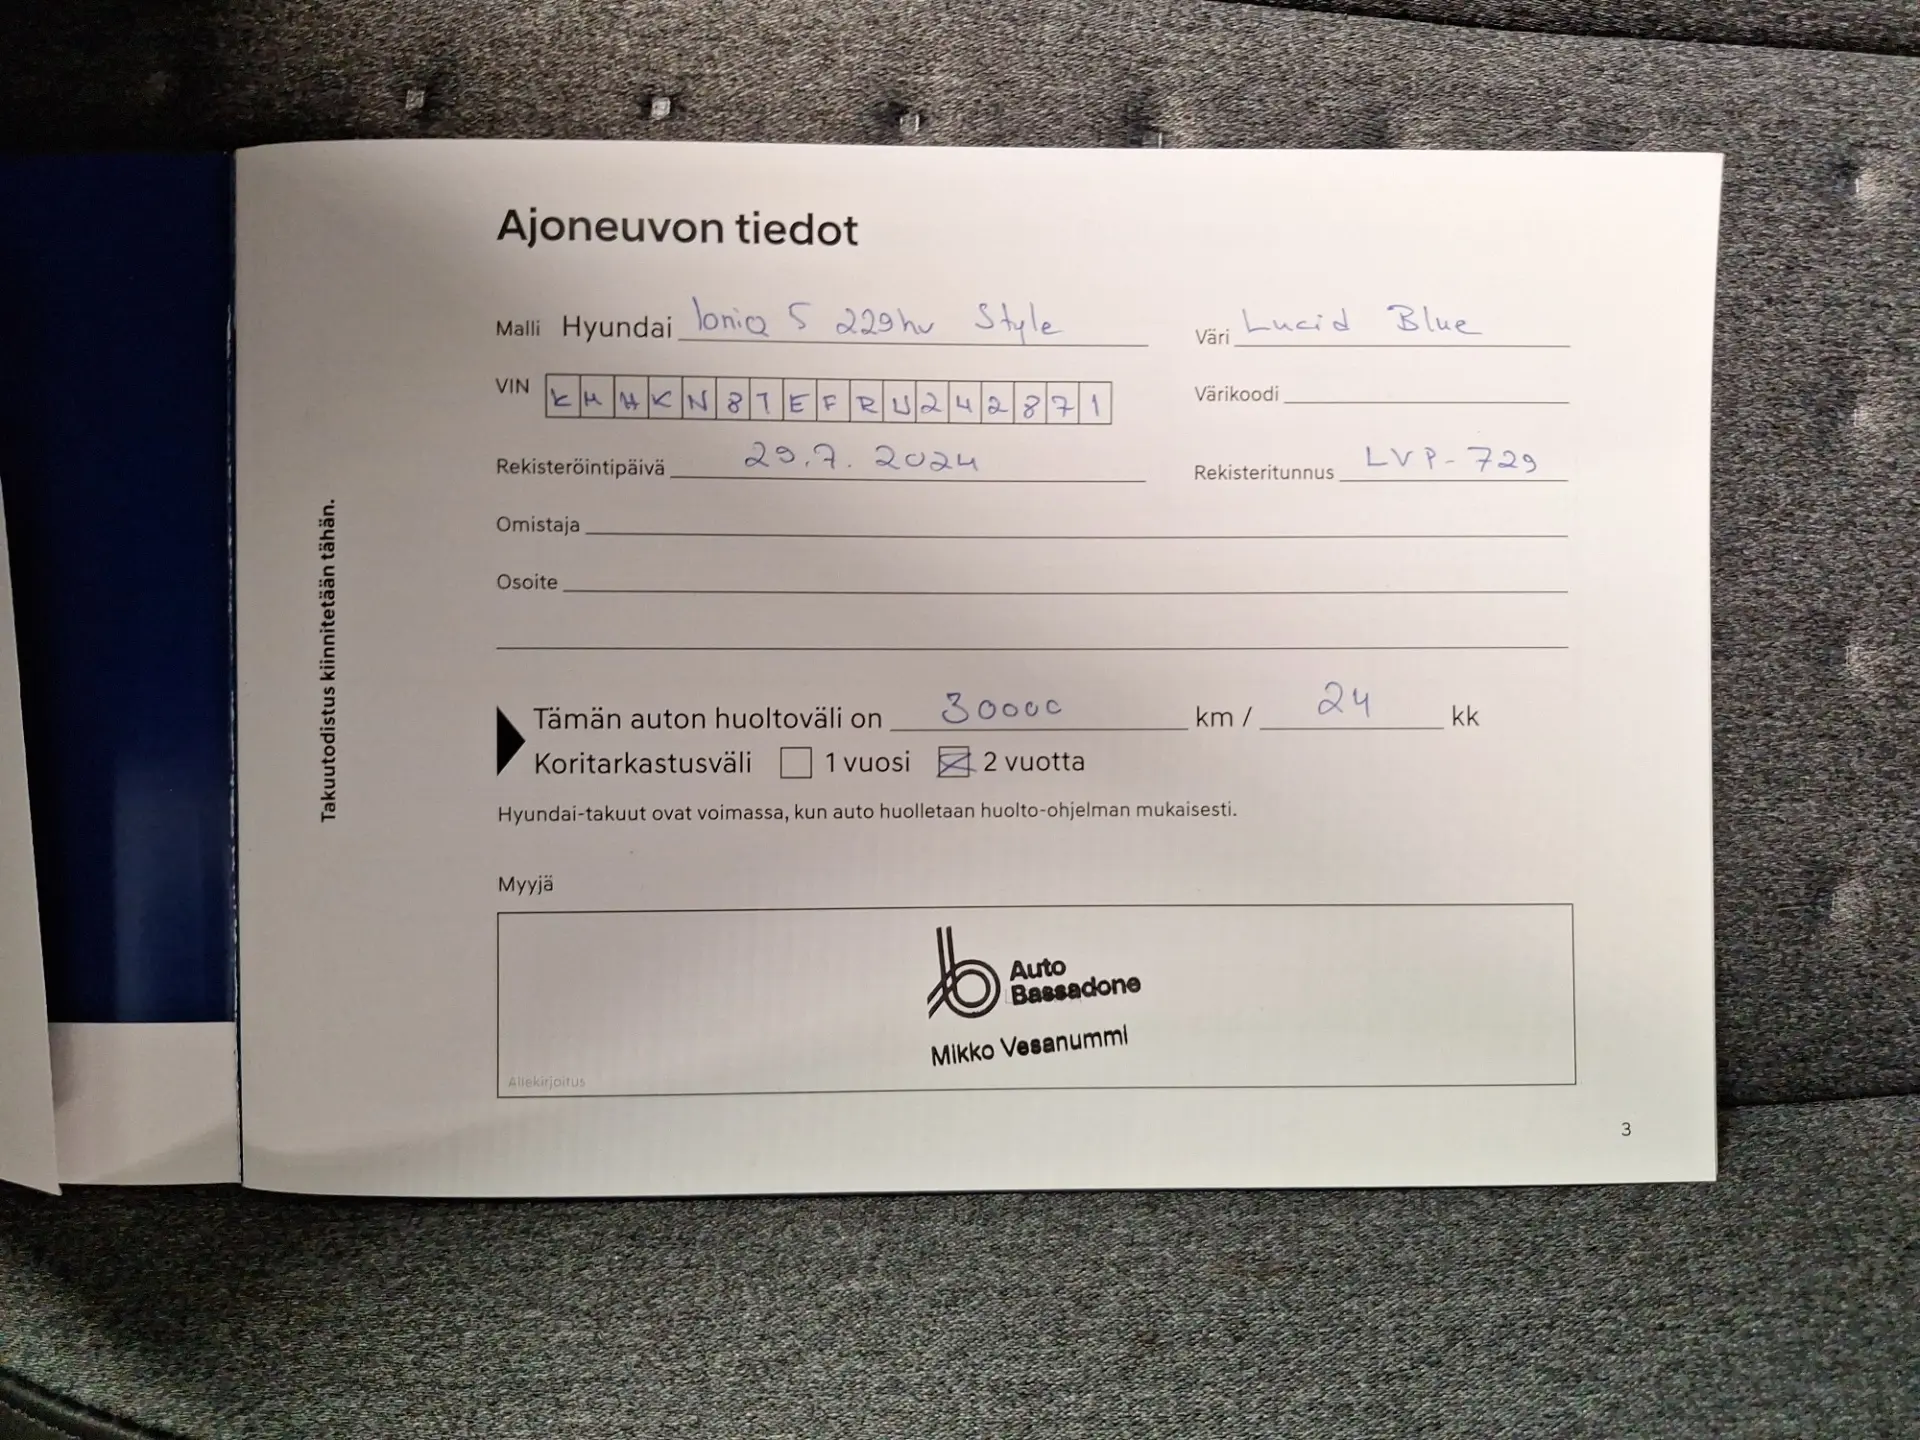 Ajoneuvon tiedot
Malli Hyundai Ioniq 5 229hv Style
Väri Lucid Blue
VIN KMHKN81EFRU242871
Värikoodi
Rekisteröintipäivä 29.7.2024
Rekisteritunnus LVP-729
Omistaja
Osoite
Takuutodistus kiinnitetään tähän.
Tämän auton huoltoväli on 30000 km / 24 kk
Koritarkastusväli 1 vuosi 2 vuotta
Hyundai-takuut ovat voimassa, kun auto huolletaan huolto-ohjelman mukaisesti.
Myyjä
Auto
Bassadone
Mikko Vesanummi
Allekirjoitus
3